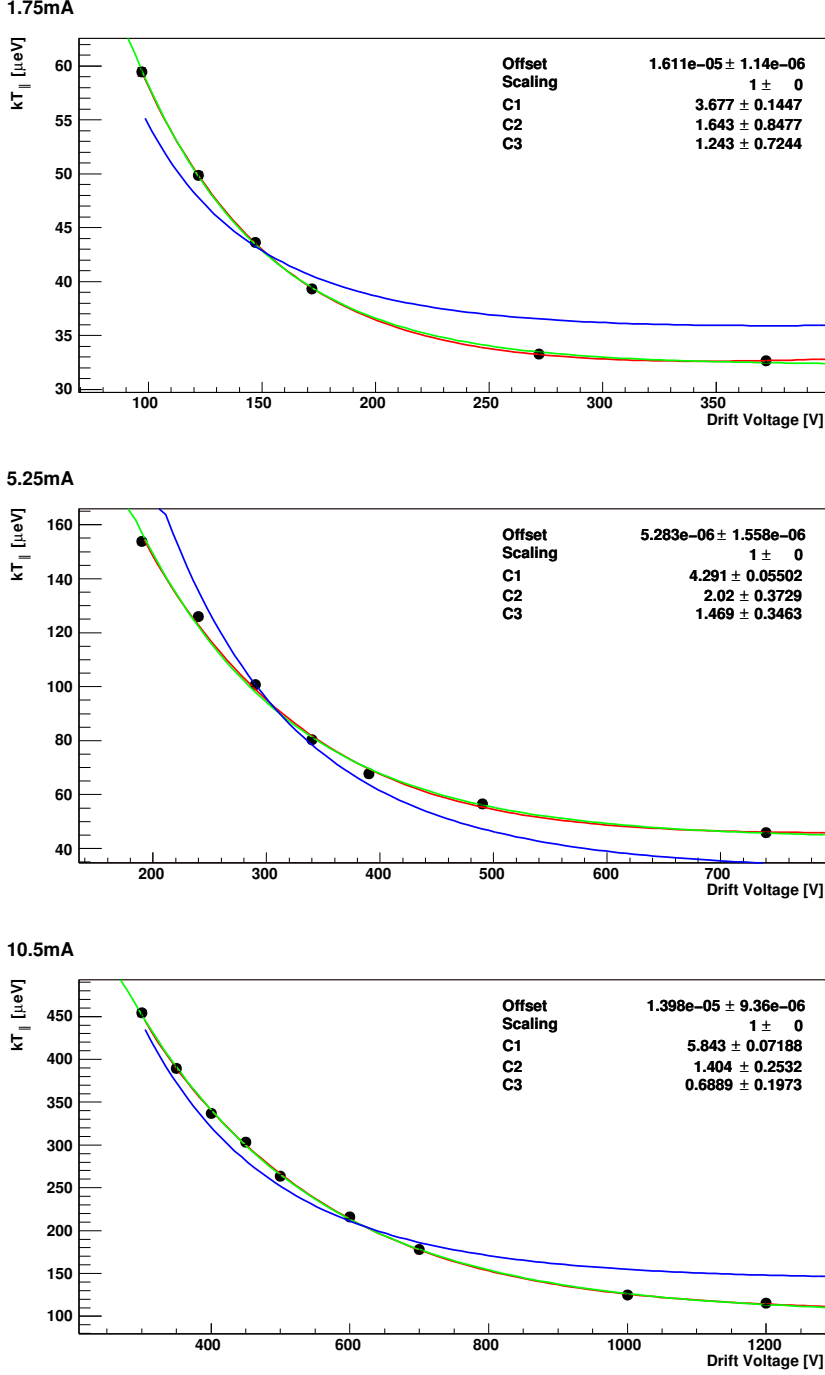 1.75mA
kT∥ [μeV]
60
55
50
45
40
35
30
Offset 1.611e-05 ± 1.14e-06
Scaling 1 ± 0
C1 3.677 ± 0.1447
C2 1.643 ± 0.8477
C3 1.243 ± 0.7244
100 150 200 250 300 350
Drift Voltage [V]
5.25mA
kT∥ [μeV]
160
140
120
100
80
60
40
Offset 5.283e-06 ± 1.558e-06
Scaling 1 ± 0
C1 4.291 ± 0.05502
C2 2.02 ± 0.3729
C3 1.469 ± 0.3463
200 300 400 500 600 700
Drift Voltage [V]
10.5mA
kT∥ [μeV]
450
400
350
300
250
200
150
100
Offset 1.398e-05 ± 9.36e-06
Scaling 1 ± 0
C1 5.843 ± 0.07188
C2 1.404 ± 0.2532
C3 0.6889 ± 0.1973
400 600 800 1000 1200
Drift Voltage [V]